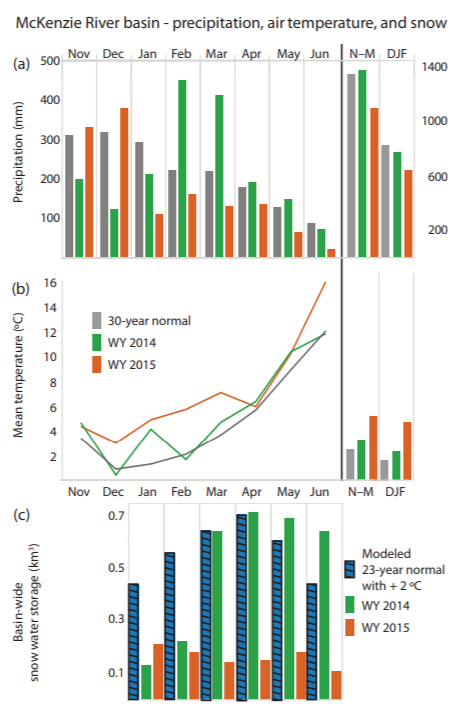 McKenzie River basin - precipitation, air temperature, and snow
Nov Dec Jan Feb Mar Apr May Jun N–M DJF
(a)
Precipitation (mm)
500
400
300
200
100
1400
1000
600
200
(b)
Mean temperature (ºC)
16
14
12
10
8
6
4
2
30-year normal
WY 2014
WY 2015
Nov Dec Jan Feb Mar Apr May Jun N–M DJF
(c)
Basin-wide
snow water storage (km³)
0.7
0.5
0.3
0.1
Modeled
23-year normal
with + 2 ºC
WY 2014
WY 2015